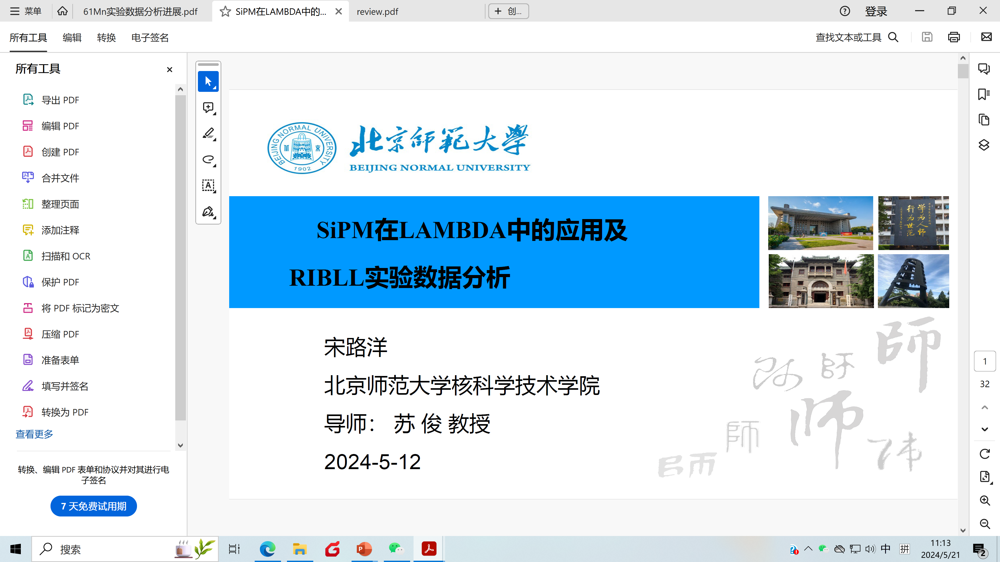 菜单
61Mn实验数据分析进展.pdf
SiPM在LAMBDA中的...
review.pdf
创...
登录
所有工具
编辑
转换
电子签名
查找文本或工具
所有工具
导出 PDF
编辑 PDF
创建 PDF
合并文件
整理页面
添加注释
扫描和 OCR
保护 PDF
将 PDF 标记为密文
压缩 PDF
准备表单
填写并签名
转换为 PDF
查看更多
转换、编辑 PDF 表单和协议并对其进行电
子签名
7 天免费试用期
BEIJING NORMAL UNIVERSITY
1902
北京師範大學
BEIJING NORMAL UNIVERSITY
SiPM在LAMBDA中的应用及
RIBLL实验数据分析
学为人师
行为世范
宋路洋
北京师范大学核科学技术学院
导师： 苏 俊 教授
2024-5-12
師
师
師
1
32
搜索
中
拼
11:13
2024/5/21
2